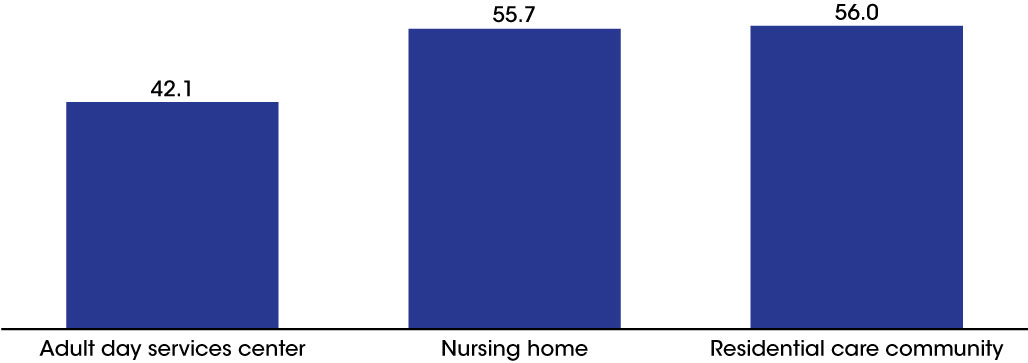 42.1
55.7
56.0
Adult day services center
Nursing home
Residential care community